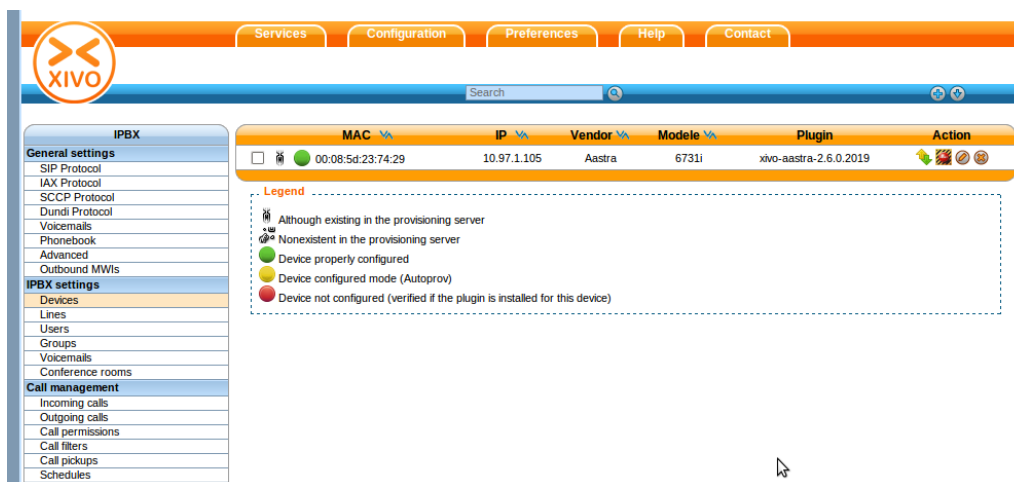 Services Configuration Preferences Help Contact
XIVO
Search
IPBX
General settings
SIP Protocol
IAX Protocol
SCCP Protocol
Dundi Protocol
Voicemails
Phonebook
Advanced
Outbound MWIs
IPBX settings
Devices
Lines
Users
Groups
Voicemails
Conference rooms
Call management
Incoming calls
Outgoing calls
Call permissions
Call filters
Call pickups
Schedules
MAC IP Vendor Modele Plugin Action
00:08:5d:23:74:29 10.97.1.105 Aastra 6731i xivo-aastra-2.6.0.2019
Legend
Although existing in the provisioning server
Nonexistent in the provisioning server
Device properly configured
Device configured mode (Autoprov)
Device not configured (verified if the plugin is installed for this device)